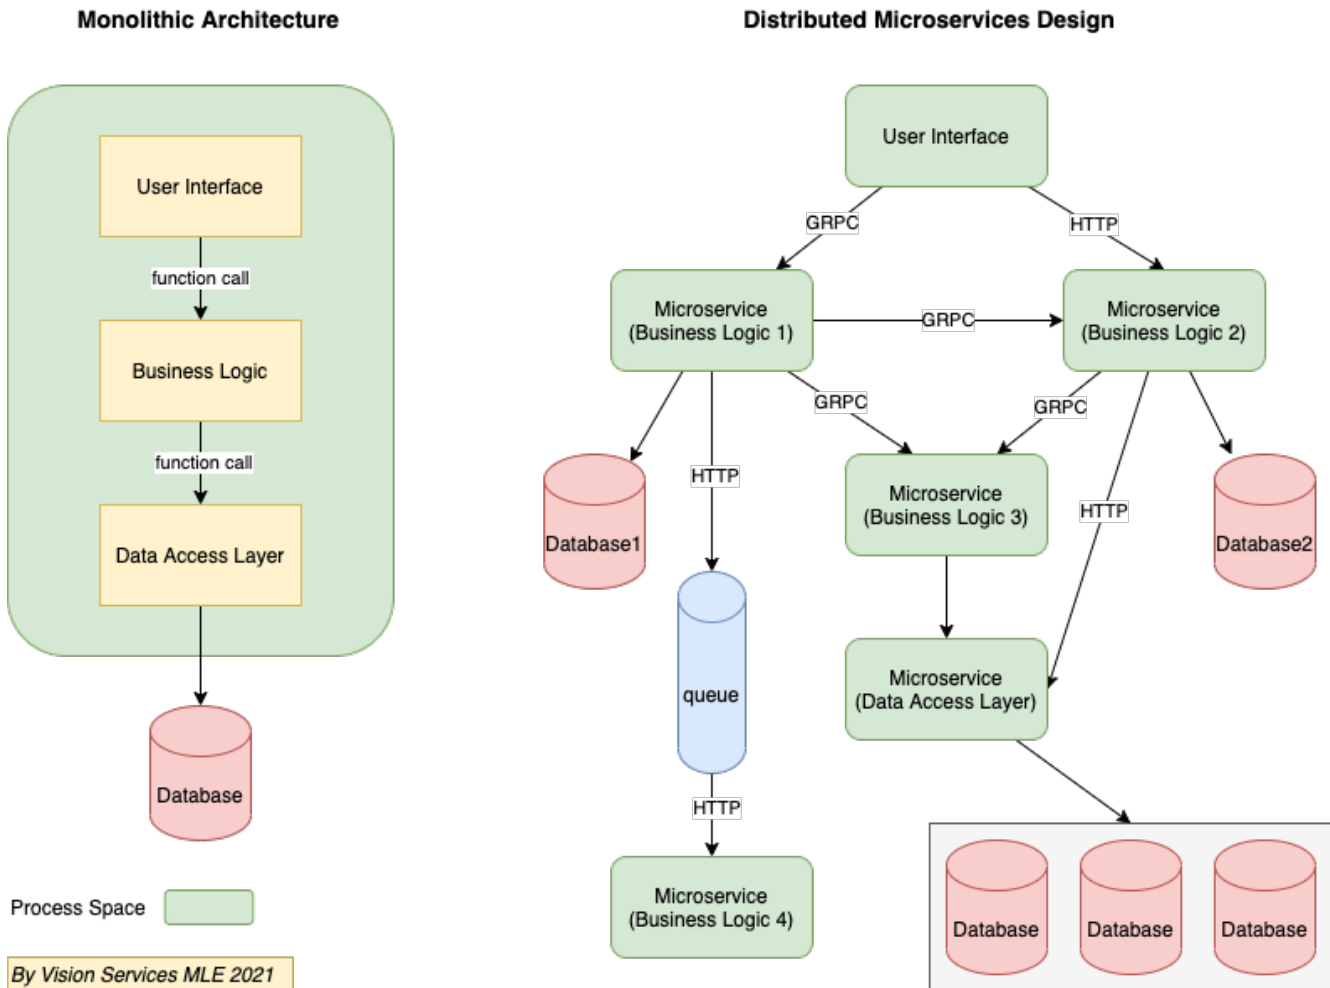 Monolithic Architecture
User Interface
function call
Business Logic
function call
Data Access Layer
Database
Process Space
By Vision Services MLE 2021
Distributed Microservices Design
User Interface
GRPC
HTTP
Microservice
(Business Logic 1)
GRPC
Microservice
(Business Logic 2)
GRPC
GRPC
HTTP
HTTP
Database1
Microservice
(Business Logic 3)
Database2
queue
Microservice
(Data Access Layer)
HTTP
Microservice
(Business Logic 4)
Database
Database
Database